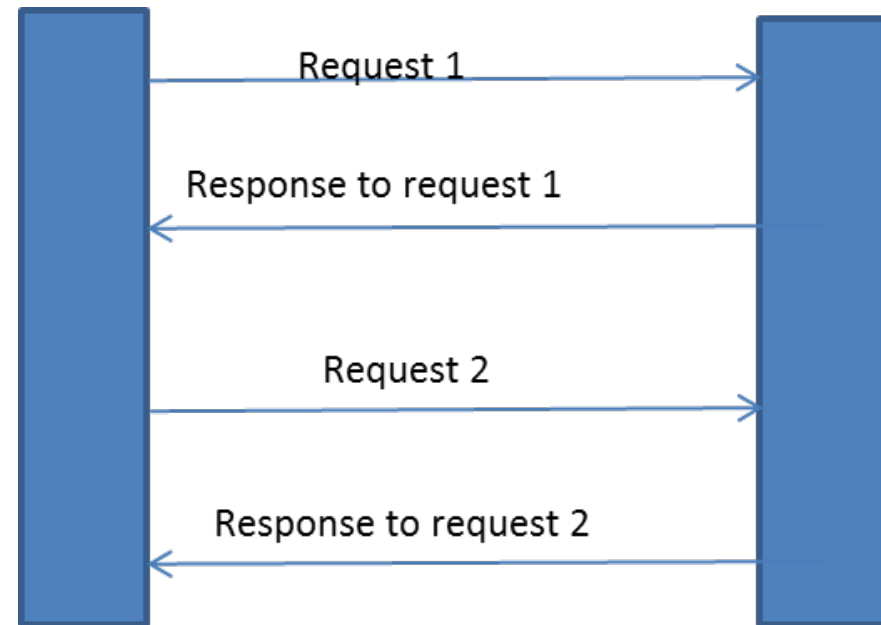 Request 1
Response to request 1
Request 2
Response to request 2